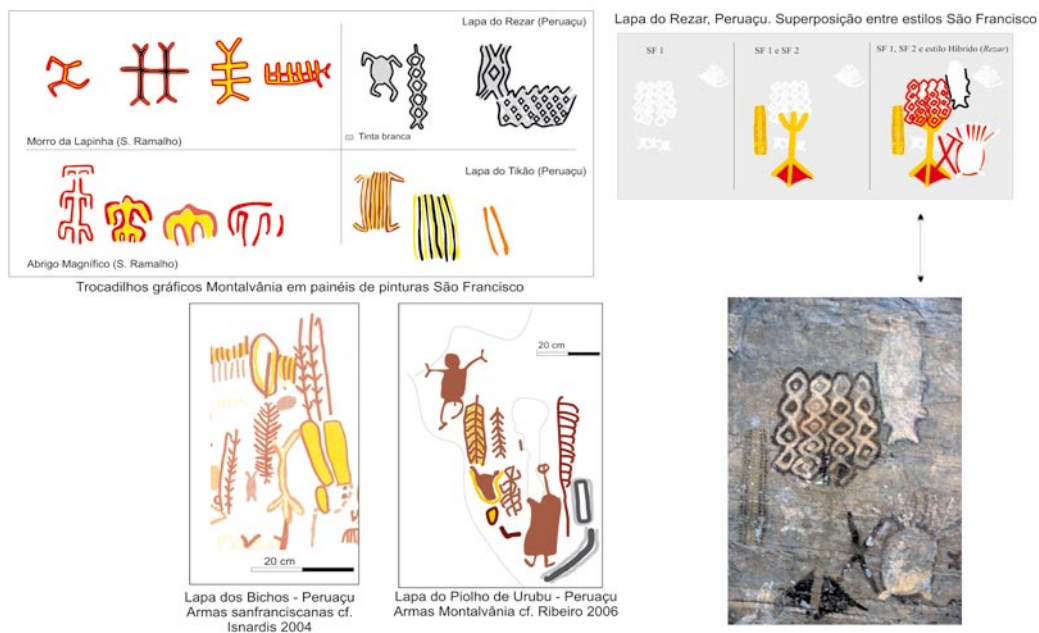 Lapa do Rezar (Peruaçu)
Tinta branca
Morro da Lapinha (S. Ramalho)
Lapa do Tikão (Peruaçu)
Abrigo Magnífico (S. Ramalho)
Trocadilhos gráficos Montalvânia em painéis de pinturas São Francisco
Lapa do Rezar, Peruaçu. Superposição entre estilos São Francisco
SF 1
SF 1 e SF 2
SF 1, SF 2 e estilo Híbrido (Rezar)
20 cm
Lapa dos Bichos - Peruaçu
Armas sanfranciscanas cf.
Isnardis 2004
20 cm
Lapa do Piolho de Urubu - Peruaçu
Armas Montalvânia cf. Ribeiro 2006